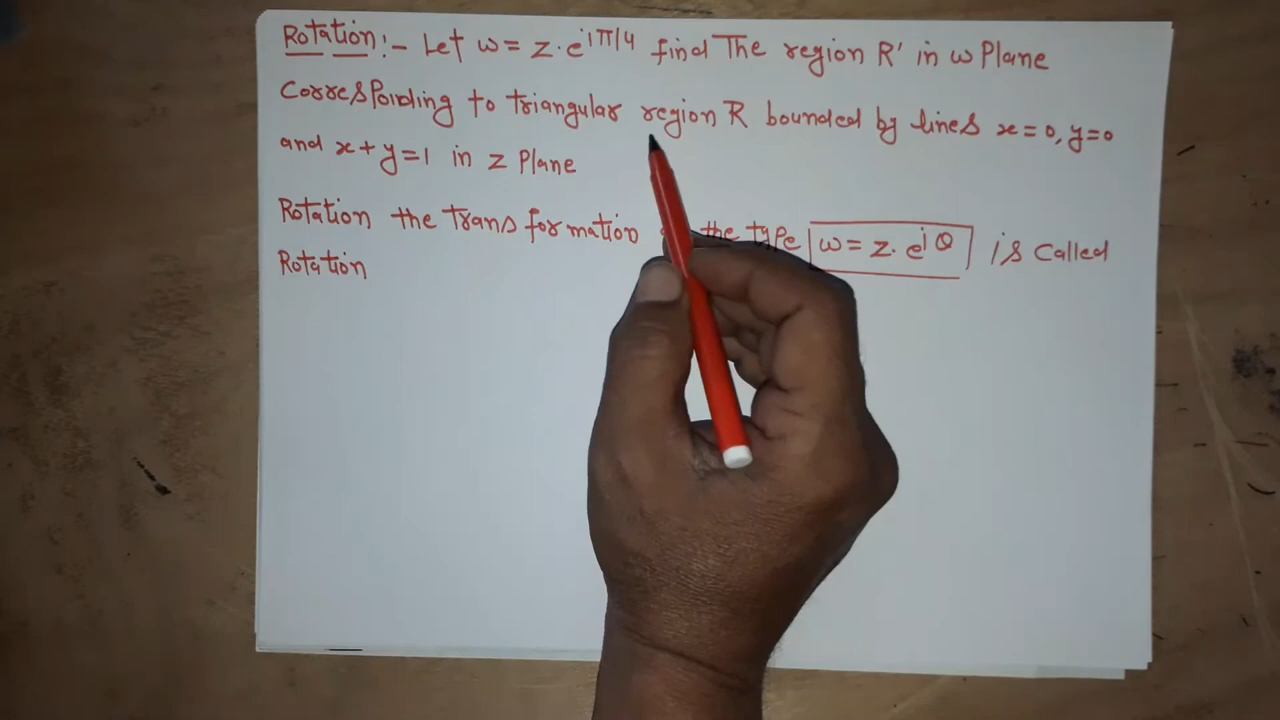 Rotation:- Let w = z. e^iπ/4 find The region R' in w Plane
Corresponding to triangular region R bounded by lines x=0, y=0
and x+y=1 in z Plane
Rotation the transformation the type w = z. e^iθ is called
Rotation